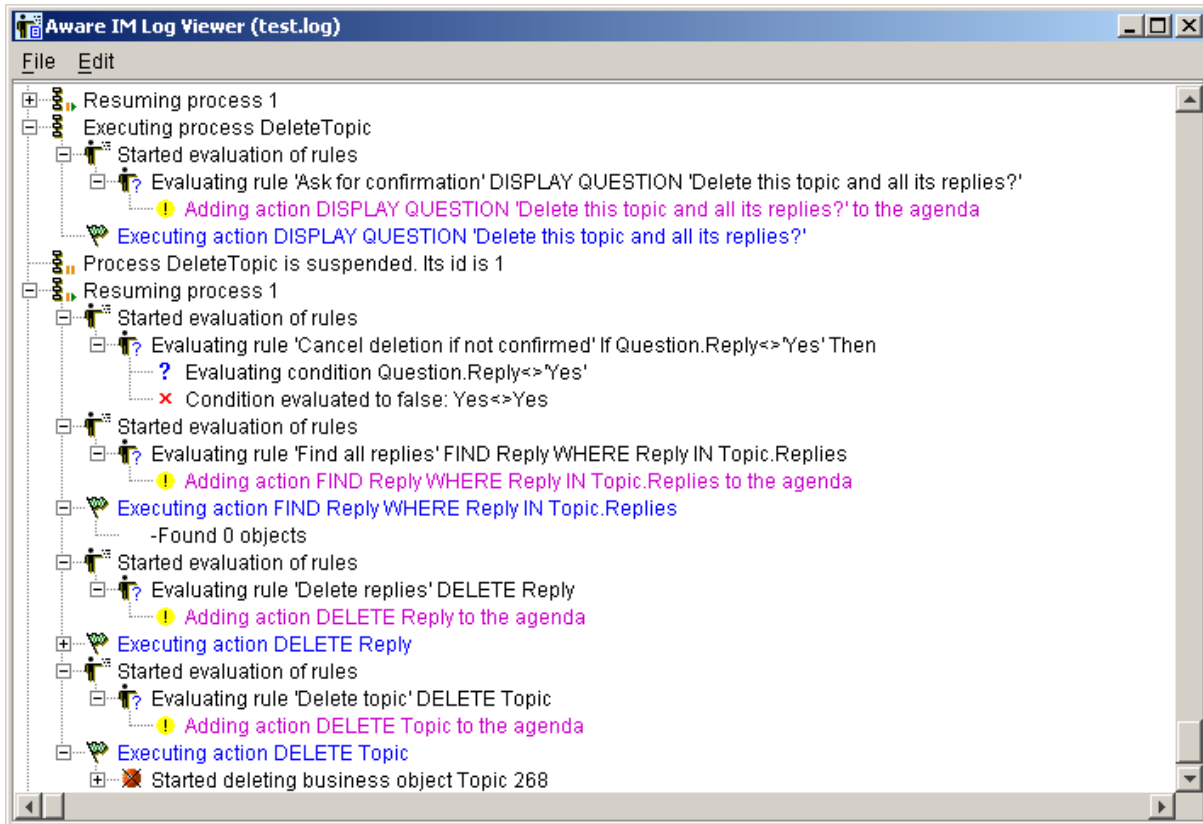 Aware IM Log Viewer (test.log)
File Edit
Resuming process 1
Executing process DeleteTopic
Started evaluation of rules
Evaluating rule 'Ask for confirmation' DISPLAY QUESTION 'Delete this topic and all its replies?'
Adding action DISPLAY QUESTION 'Delete this topic and all its replies?' to the agenda
Executing action DISPLAY QUESTION 'Delete this topic and all its replies?'
Process DeleteTopic is suspended. Its id is 1
Resuming process 1
Started evaluation of rules
Evaluating rule 'Cancel deletion if not confirmed' If Question.Reply<>'Yes' Then
Evaluating condition Question.Reply<>'Yes'
Condition evaluated to false: Yes<>Yes
Started evaluation of rules
Evaluating rule 'Find all replies' FIND Reply WHERE Reply IN Topic.Replies
Adding action FIND Reply WHERE Reply IN Topic.Replies to the agenda
Executing action FIND Reply WHERE Reply IN Topic.Replies
-Found 0 objects
Started evaluation of rules
Evaluating rule 'Delete replies' DELETE Reply
Adding action DELETE Reply to the agenda
Executing action DELETE Reply
Started evaluation of rules
Evaluating rule 'Delete topic' DELETE Topic
Adding action DELETE Topic to the agenda
Executing action DELETE Topic
Started deleting business object Topic 268